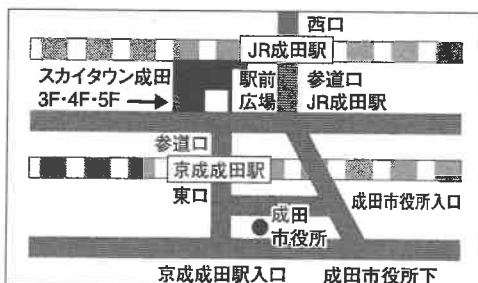 西口
JR成田駅
スカイタウン成田
3F・4F・5F
駅前
広場
参道口
JR成田駅
参道口
京成成田駅
東口
成田市役所入口
成田
市役所
京成成田駅入口
成田市役所下